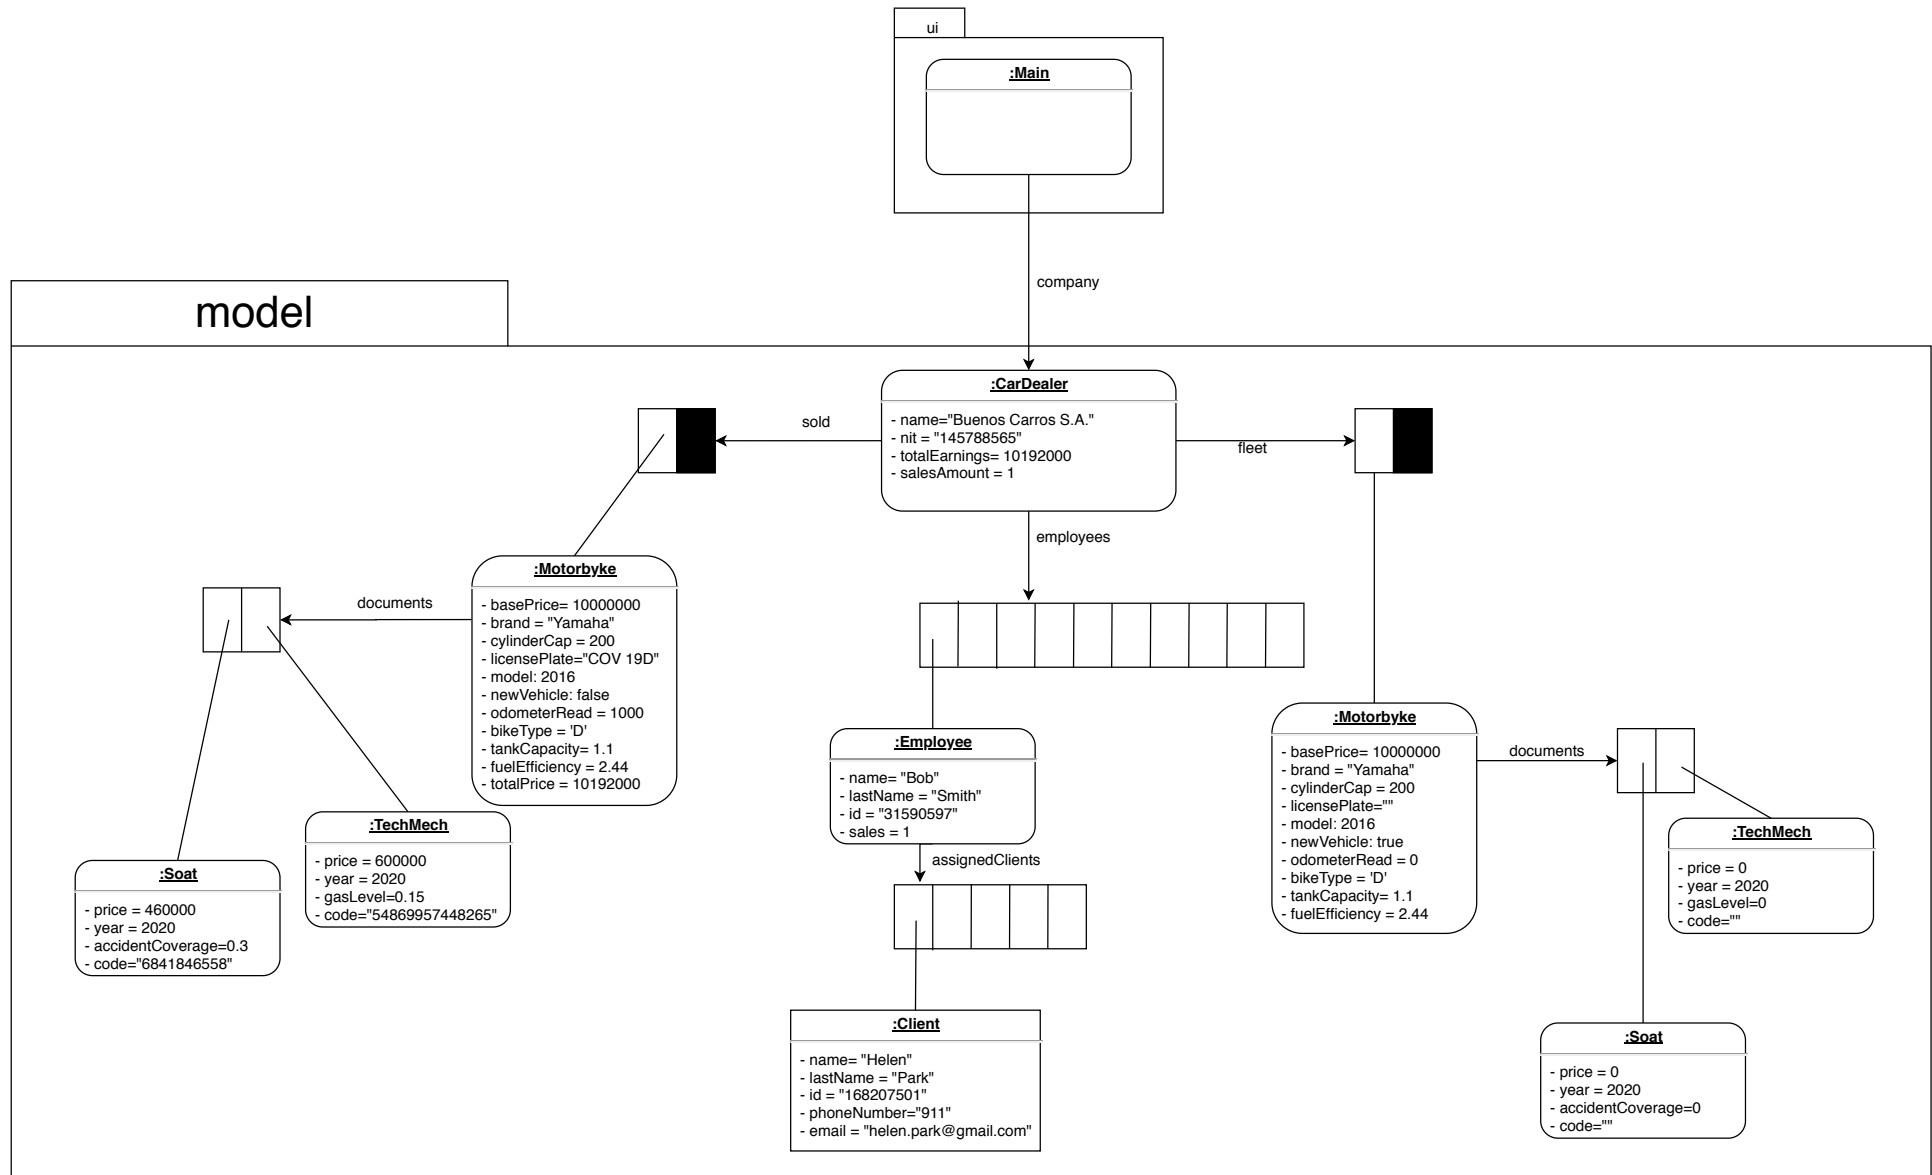 ui
:Main
company
model
:CarDealer
- name="Buenos Carros S.A."
- nit = "145788565"
- totalEarnings= 10192000
- salesAmount = 1
sold
fleet
employees
:Motorbyke
- basePrice= 10000000
- brand = "Yamaha"
- cylinderCap = 200
- licensePlate="COV 19D"
- model: 2016
- newVehicle: false
- odometerRead = 1000
- bikeType = 'D'
- tankCapacity= 1.1
- fuelEfficiency = 2.44
- totalPrice = 10192000
documents
:Soat
- price = 460000
- year = 2020
- accidentCoverage=0.3
- code="6841846558"
:TechMech
- price = 600000
- year = 2020
- gasLevel=0.15
- code="54869957448265"
:Employee
- name= "Bob"
- lastName = "Smith"
- id = "31590597"
- sales = 1
assignedClients
:Client
- name= "Helen"
- lastName = "Park"
- id = "168207501"
- phoneNumber="911"
- email = "helen.park@gmail.com"
:Motorbyke
- basePrice= 10000000
- brand = "Yamaha"
- cylinderCap = 200
- licensePlate=""
- model: 2016
- newVehicle: true
- odometerRead = 0
- bikeType = 'D'
- tankCapacity= 1.1
- fuelEfficiency = 2.44
documents
:TechMech
- price = 0
- year = 2020
- gasLevel=0
- code=""
:Soat
- price = 0
- year = 2020
- accidentCoverage=0
- code=""